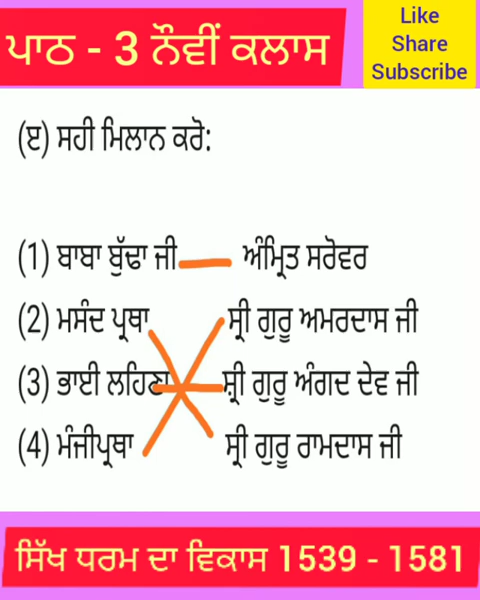 ਪਾਠ - 3 ਨੌਵੀਂ ਕਲਾਸ
Like
Share
Subscribe
(ੲ) ਸਹੀ ਮਿਲਾਨ ਕਰੋ:
(1) ਬਾਬਾ ਬੁੱਢਾ ਜੀ ਅੰਮ੍ਰਿਤ ਸਰੋਵਰ
(2) ਮਸੰਦ ਪ੍ਰਥਾ ਸ੍ਰੀ ਗੁਰੂ ਅਮਰਦਾਸ ਜੀ
(3) ਭਾਈ ਲਹਿਣਾ ਸ਼੍ਰੀ ਗੁਰੂ ਅੰਗਦ ਦੇਵ ਜੀ
(4) ਮੰਜੀਪ੍ਰਥਾ ਸ੍ਰੀ ਗੁਰੂ ਰਾਮਦਾਸ ਜੀ
ਸਿੱਖ ਧਰਮ ਦਾ ਵਿਕਾਸ 1539 - 1581